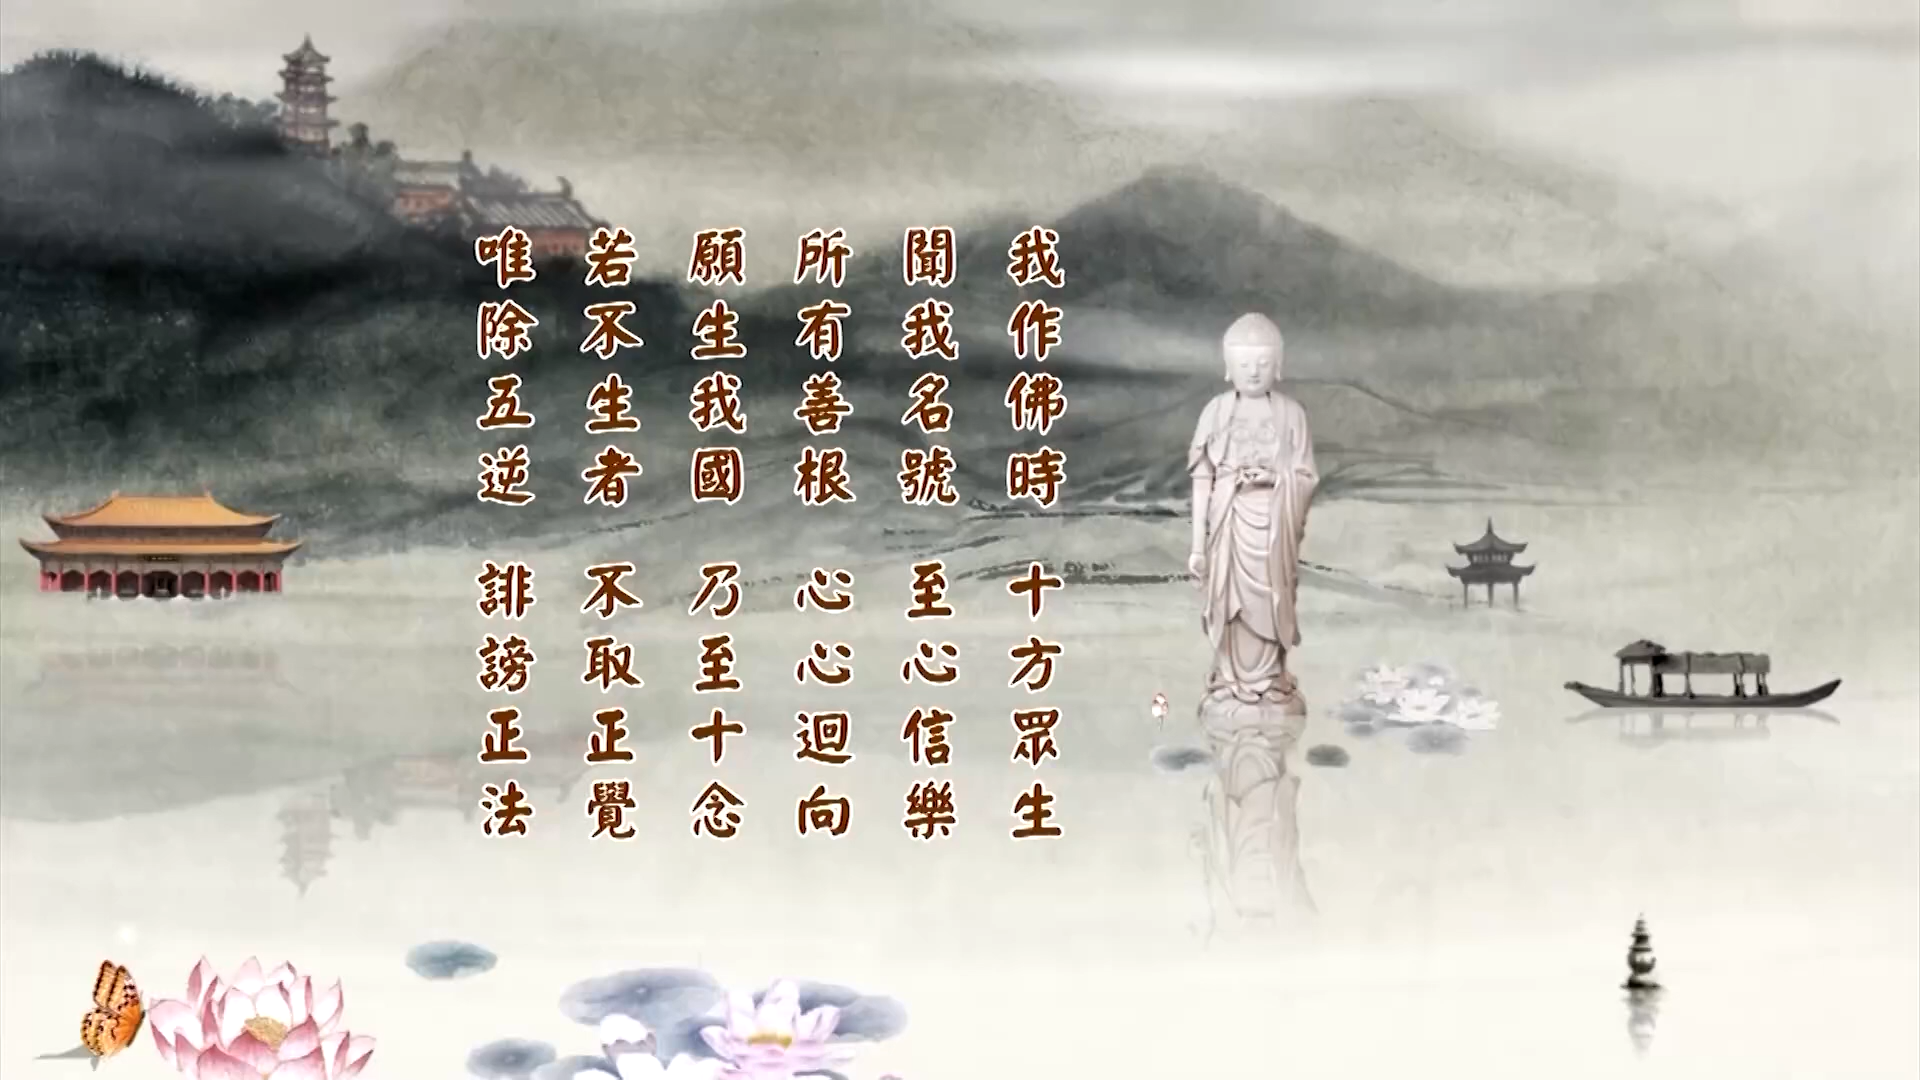 我作佛時 十方眾生
聞我名號 至心信樂
所有善根 心心迴向
願生我國 乃至十念
若不生者 不取正覺
唯除五逆 誹謗正法